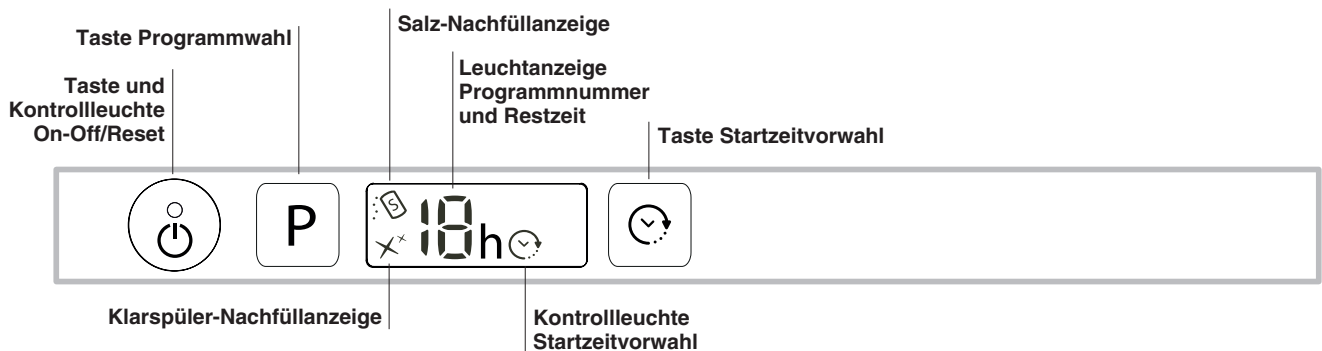 Salz-Nachfüllanzeige
Taste Programmwahl
Leuchtanzeige
Programmnummer
und Restzeit
Taste und
Kontrollleuchte
On-Off/Reset
Taste Startzeitvorwahl
P
S
18h
Klarspüler-Nachfüllanzeige
Kontrollleuchte
Startzeitvorwahl